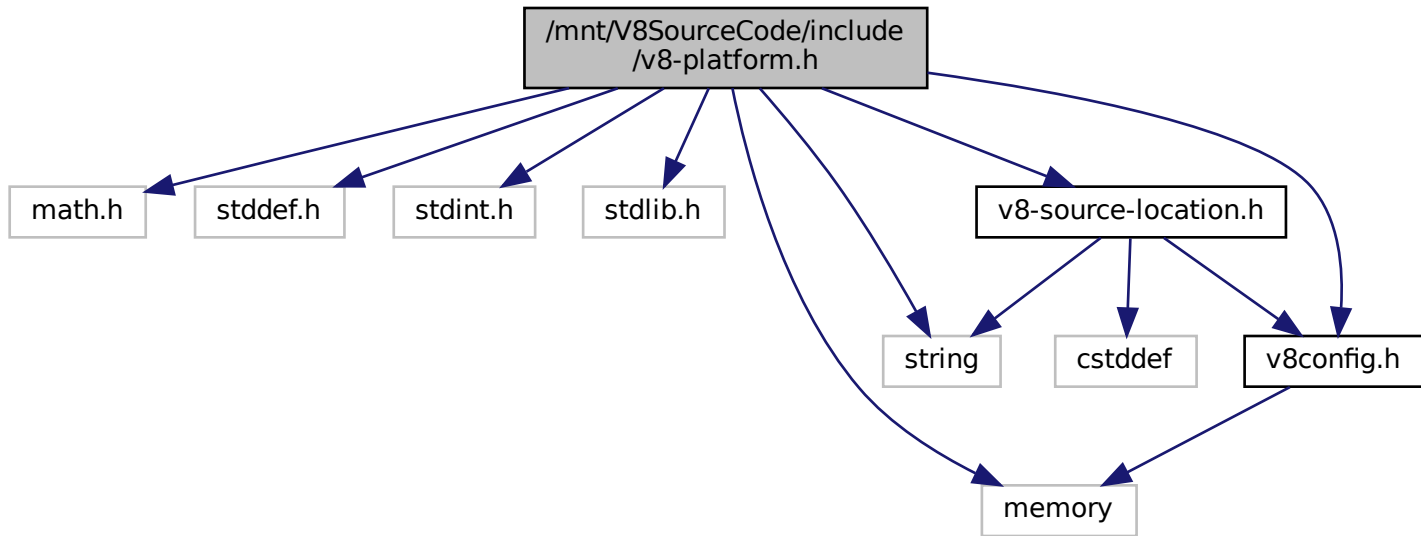 /mnt/V8SourceCode/include
/v8-platform.h
math.h
stddef.h
stdint.h
stdlib.h
v8-source-location.h
string
cstddef
v8config.h
memory